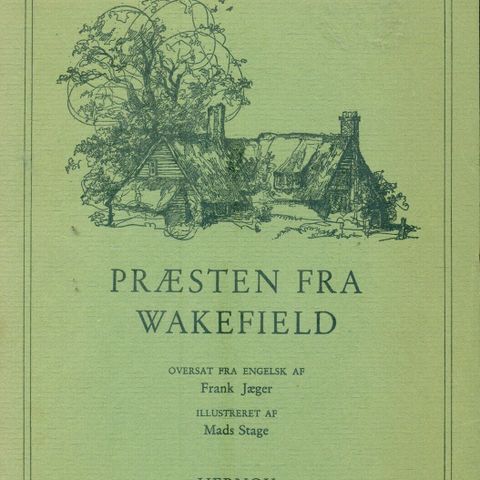 PRÆSTEN FRA
WAKEFIELD
OVERSAT FRA ENGELSK AF
Frank Jæger
ILLUSTRERET AF
Mads Stage